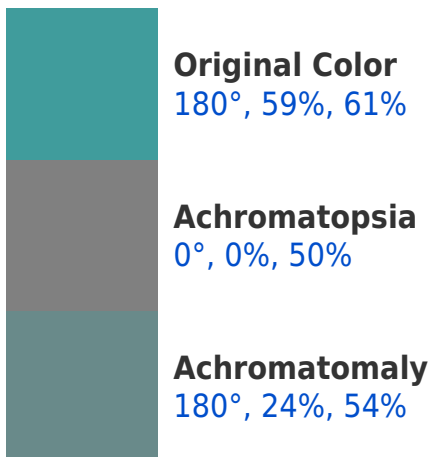 Original Color
180°, 59%, 61%
Achromatopsia
0°, 0%, 50%
Achromatomaly
180°, 24%, 54%